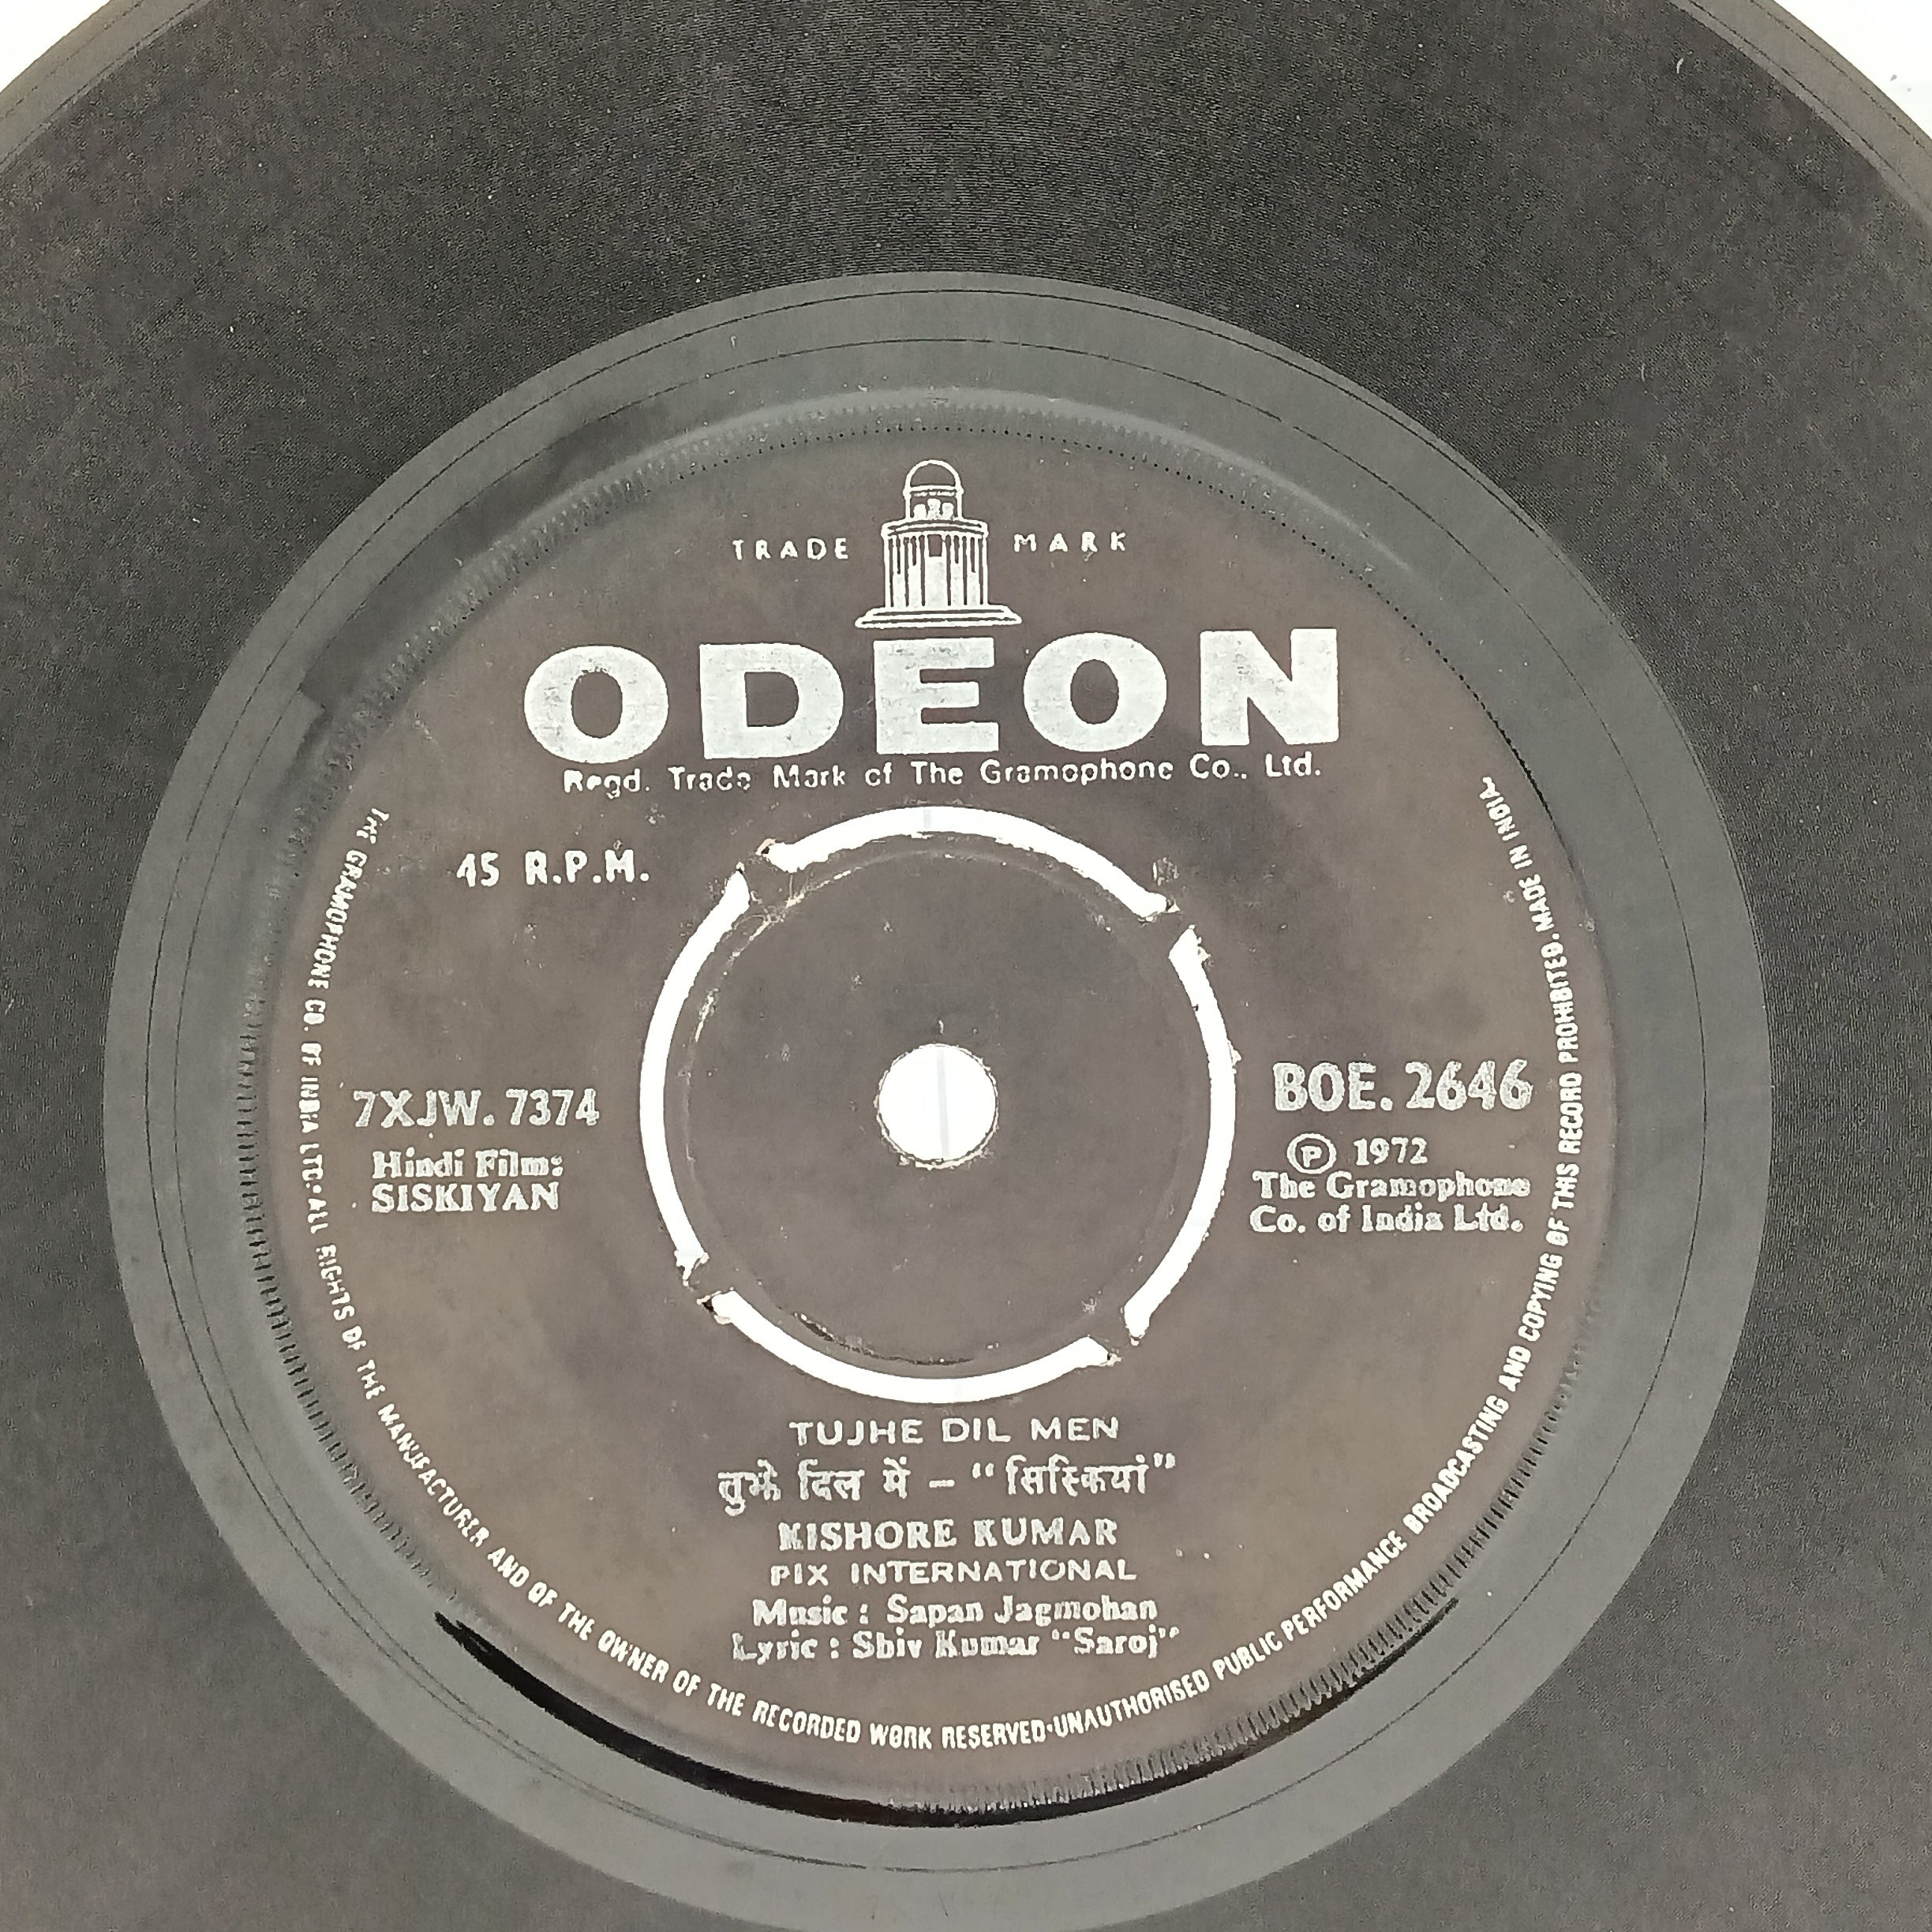 TRADE MARK
ODEON
Regd. Trade Mark of The Gramophone Co., Ltd.
45 R.P.M.
7XJW. 7374
Hindi Film:
SISKIYAN
BOE. 2646
Ⓟ 1972
The Gramophone
Co. of India Ltd.
TUJHE DIL MEN
तुझे दिल में – “सिस्कियां”
KISHORE KUMAR
PIX INTERNATIONAL
Music : Sapan Jagmohan
Lyric : Shiv Kumar “Saroj”
THE GRAMOPHONE CO. OF INDIA LTD.·ALL RIGHTS OF THE MANUFACTURER AND OF THE OWNER OF THE RECORDED WORK RESERVED·UNAUTHORISED PUBLIC PERFORMANCE BROADCASTING AND COPYING OF THIS RECORD PROHIBITED. MADE IN INDIA.